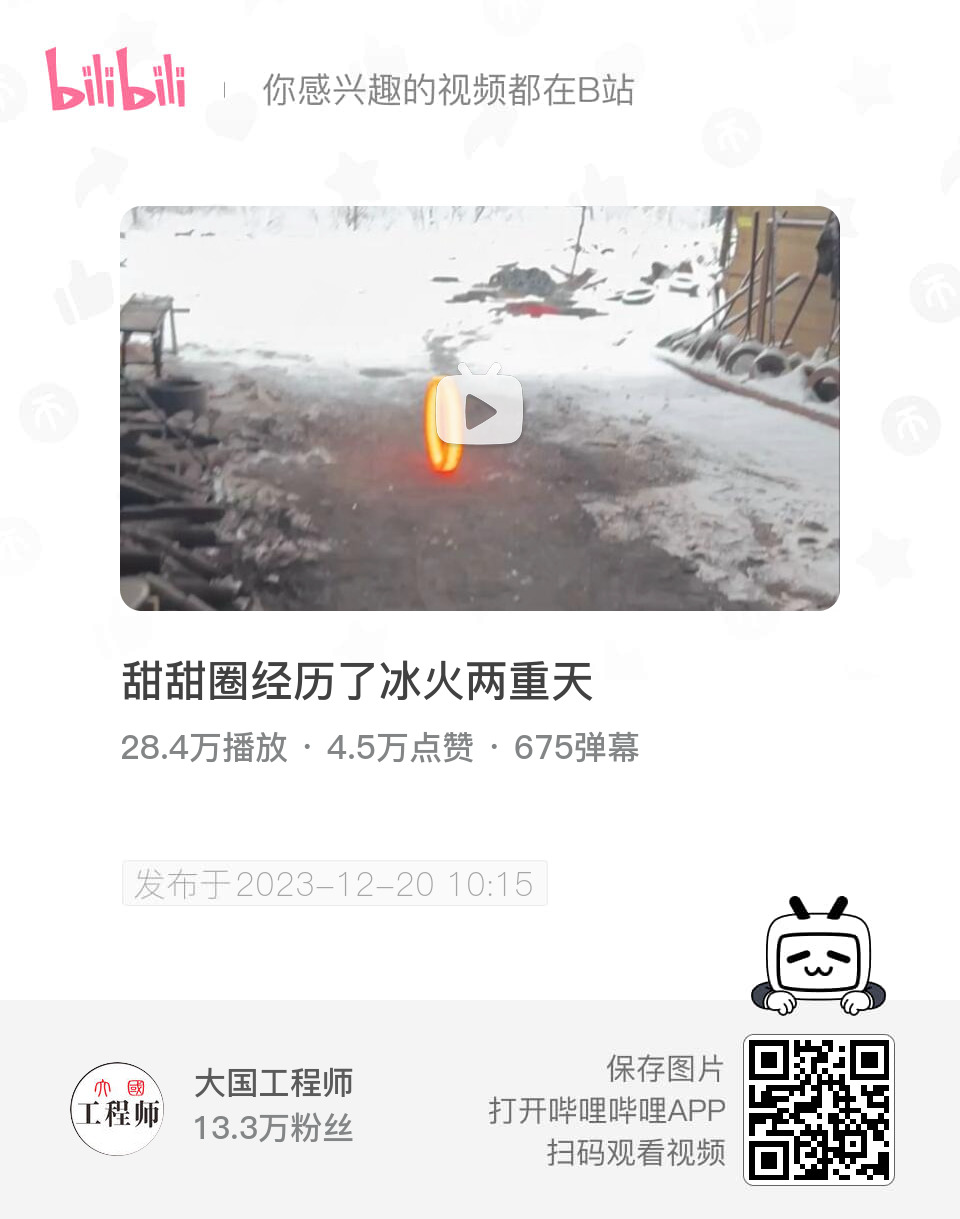 bilibili
你感兴趣的视频都在B站
甜甜圈经历了冰火两重天
28.4万播放 · 4.5万点赞 · 675弹幕
发布于2023-12-20 10:15
大國
工程师
大国工程师
13.3万粉丝
保存图片
打开哔哩哔哩APP
扫码观看视频